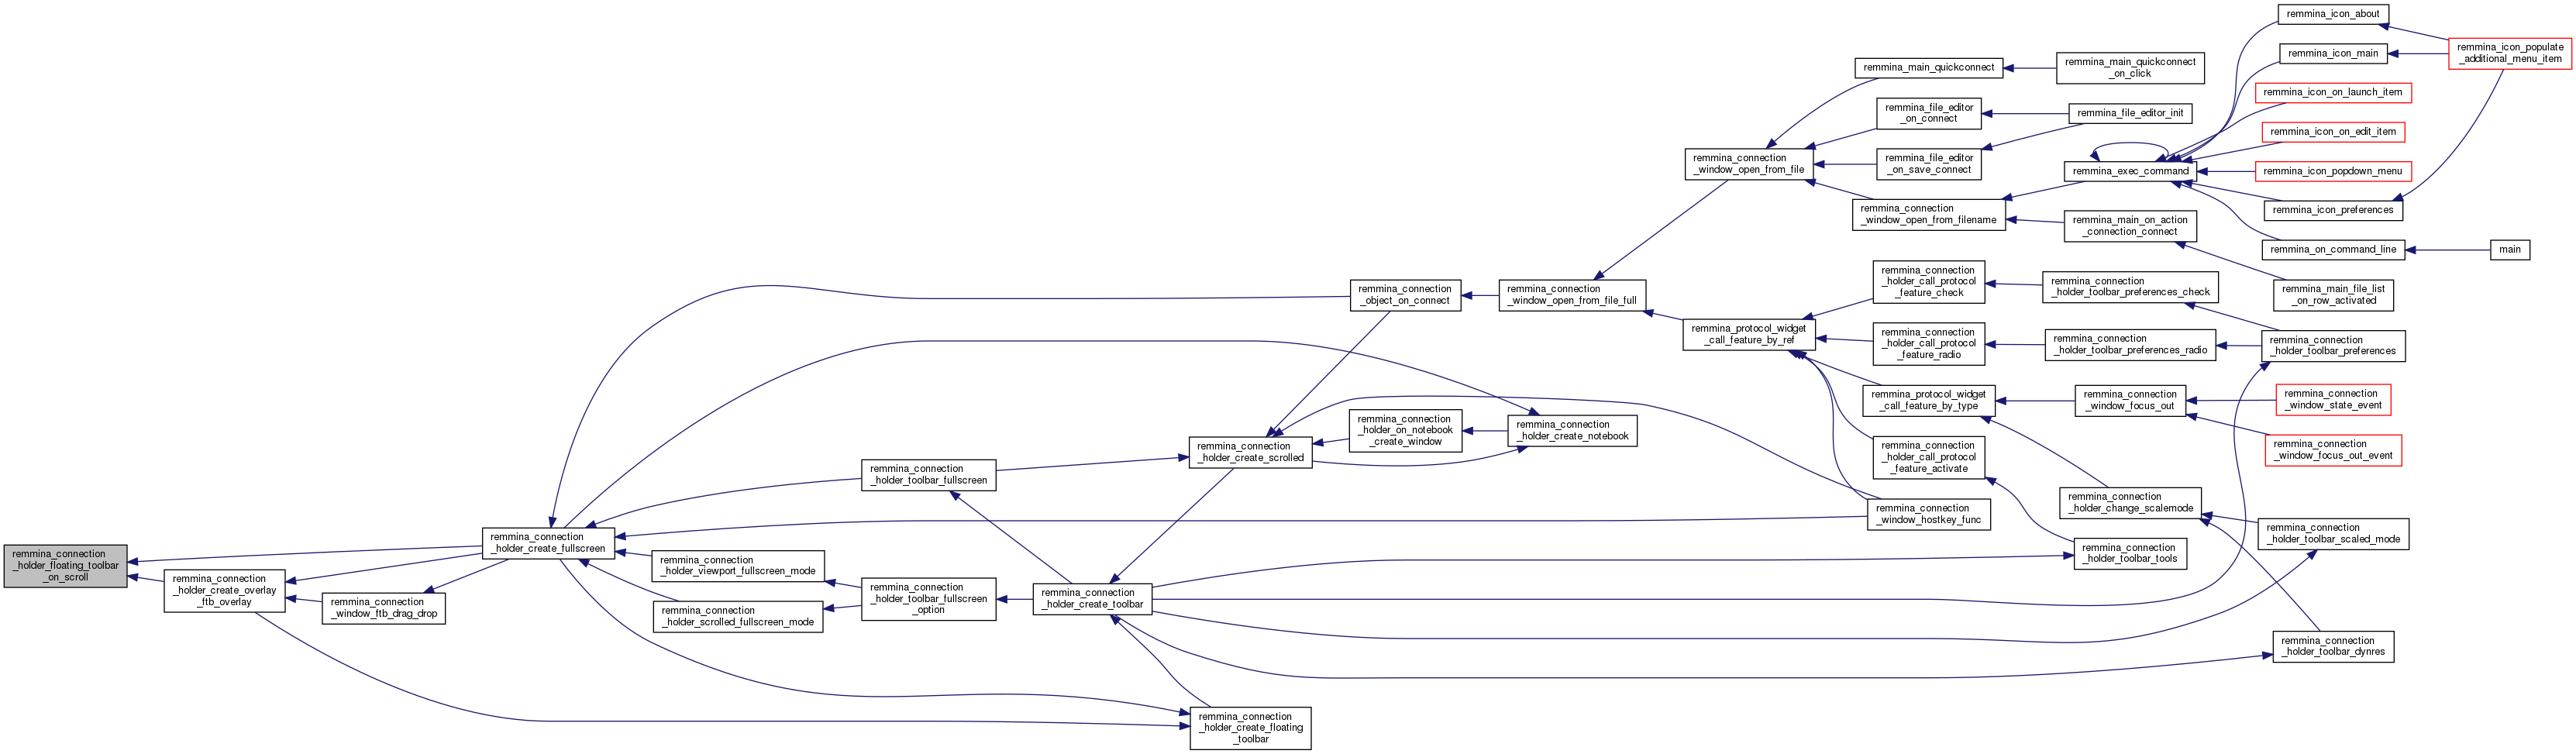 remmina_connection
_holder_floating_toolbar
_on_scroll
remmina_connection
_holder_create_overlay
_ftb_overlay
remmina_connection
_window_ftb_drag_drop
remmina_connection
_holder_create_fullscreen
remmina_connection
_holder_viewport_fullscreen_mode
remmina_connection
_holder_scrolled_fullscreen_mode
remmina_connection
_holder_toolbar_fullscreen
remmina_connection
_holder_toolbar_fullscreen
_option
remmina_connection
_holder_create_toolbar
remmina_connection
_holder_create_scrolled
remmina_connection
_holder_create_floating
_toolbar
remmina_connection
_object_on_connect
remmina_connection
_holder_on_notebook
_create_window
remmina_connection
_window_open_from_file_full
remmina_connection
_holder_create_notebook
remmina_connection
_window_open_from_file
remmina_protocol_widget
_call_feature_by_ref
remmina_main_quickconnect
remmina_file_editor
_on_connect
remmina_file_editor
_on_save_connect
remmina_connection
_window_open_from_filename
remmina_connection
_holder_call_protocol
_feature_check
remmina_connection
_holder_call_protocol
_feature_radio
remmina_protocol_widget
_call_feature_by_type
remmina_connection
_holder_call_protocol
_feature_activate
remmina_connection
_window_hostkey_func
remmina_main_quickconnect
_on_click
remmina_file_editor_init
remmina_exec_command
remmina_main_on_action
_connection_connect
remmina_connection
_holder_toolbar_preferences_check
remmina_connection
_holder_toolbar_preferences_radio
remmina_connection
_window_focus_out
remmina_connection
_holder_change_scalemode
remmina_connection
_holder_toolbar_tools
remmina_icon_about
remmina_icon_main
remmina_icon_on_launch_item
remmina_icon_on_edit_item
remmina_icon_popdown_menu
remmina_icon_preferences
remmina_on_command_line
remmina_main_file_list
_on_row_activated
remmina_connection
_holder_toolbar_preferences
remmina_connection
_window_state_event
remmina_connection
_window_focus_out_event
remmina_connection
_holder_toolbar_scaled_mode
remmina_connection
_holder_toolbar_dynres
remmina_icon_populate
_additional_menu_item
main